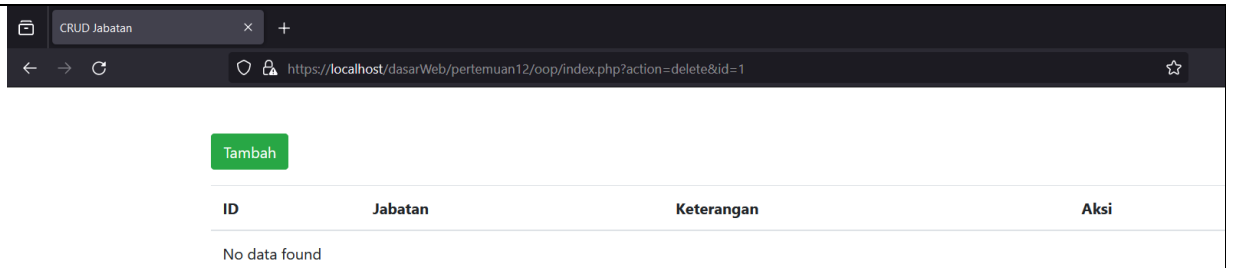 CRUD Jabatan
https://localhost/dasarWeb/pertemuan12/oop/index.php?action=delete&id=1
Tambah
ID Jabatan Keterangan Aksi
No data found